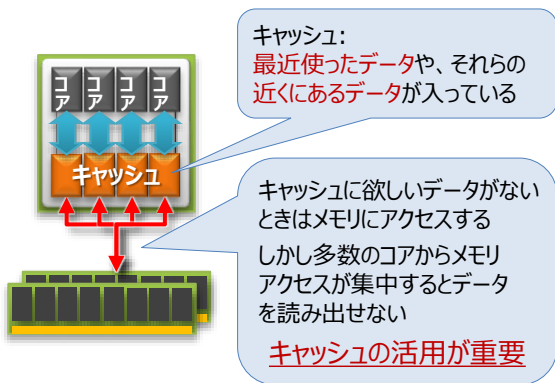 コア コア コア コア
キャッシュ
キャッシュ:
最近使ったデータや、それらの
近くにあるデータが入っている
キャッシュに欲しいデータがない
ときはメモリにアクセスする
しかし多数のコアからメモリ
アクセスが集中するとデータ
を読み出せない
キャッシュの活用が重要